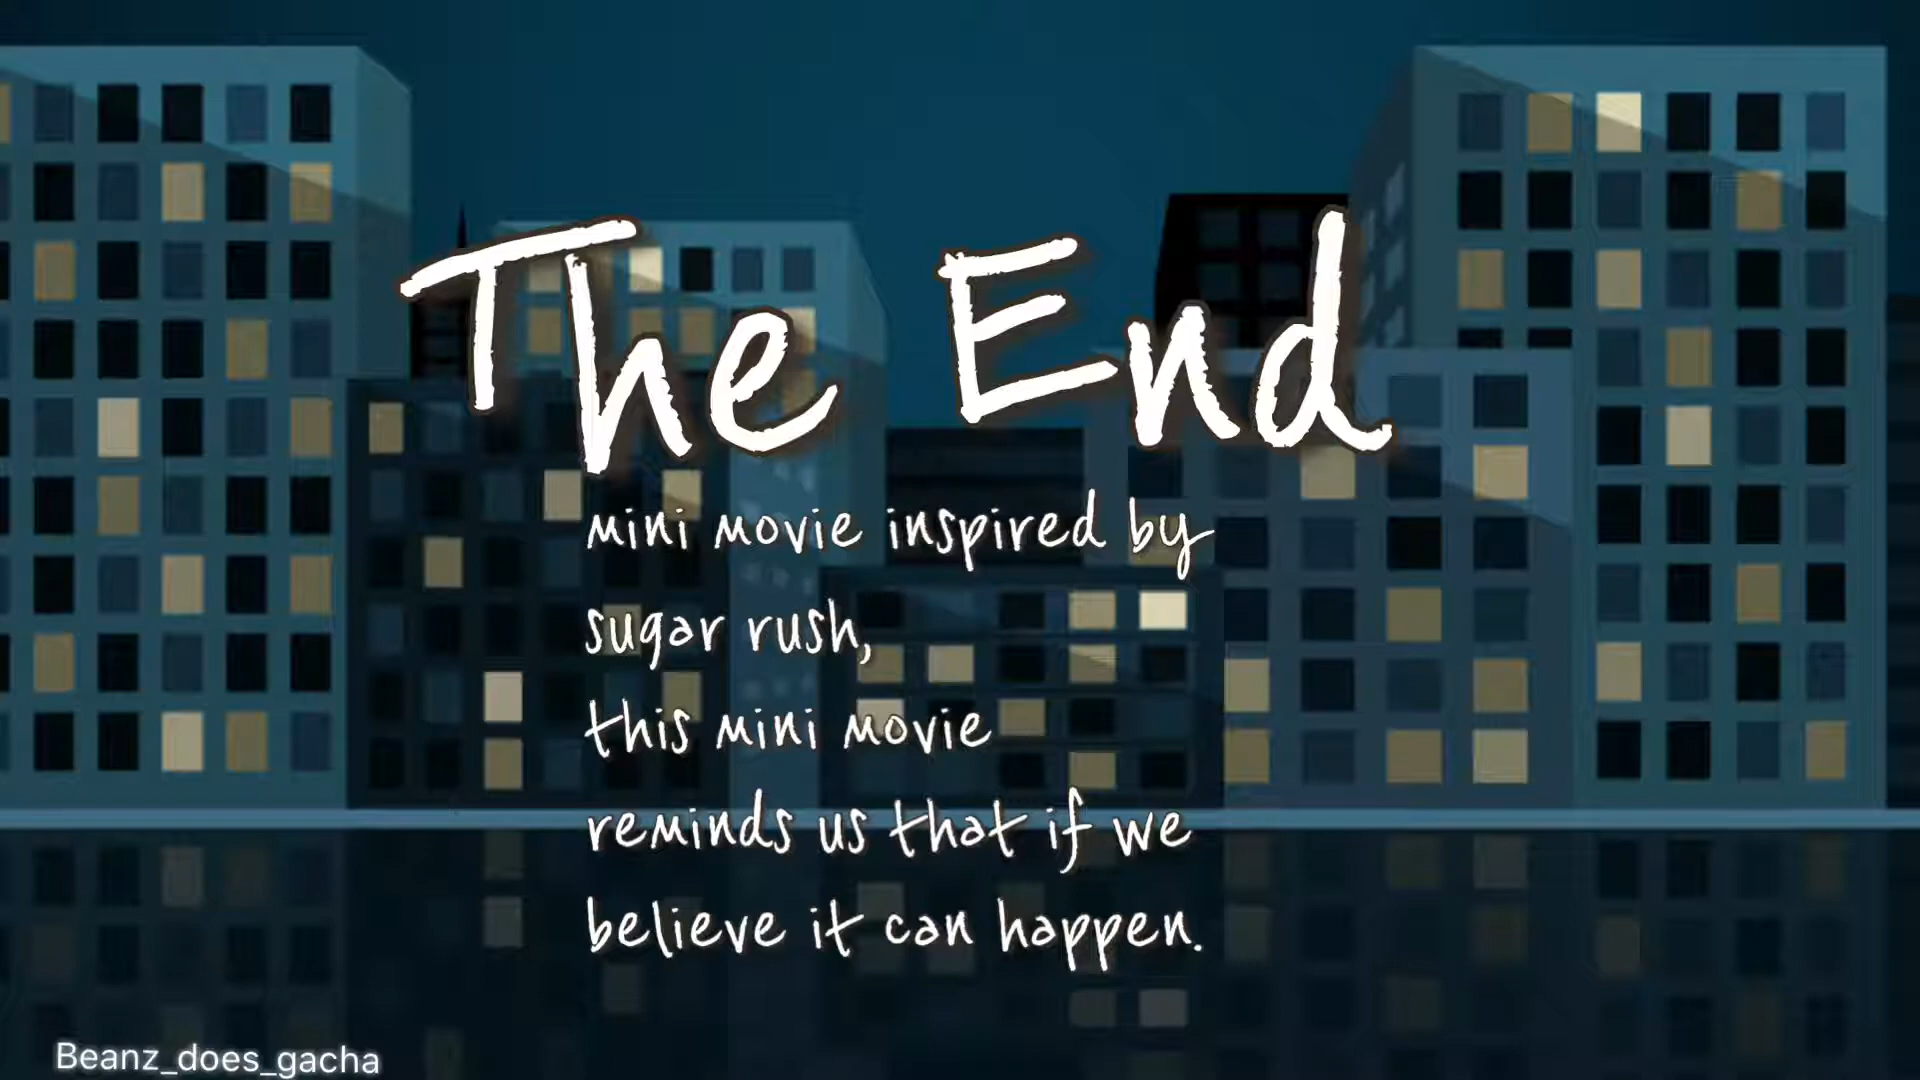 The End
mini movie inspired by
sugar rush,
this mini movie
reminds us that if we
believe it can happen.
Beanz_does_gacha